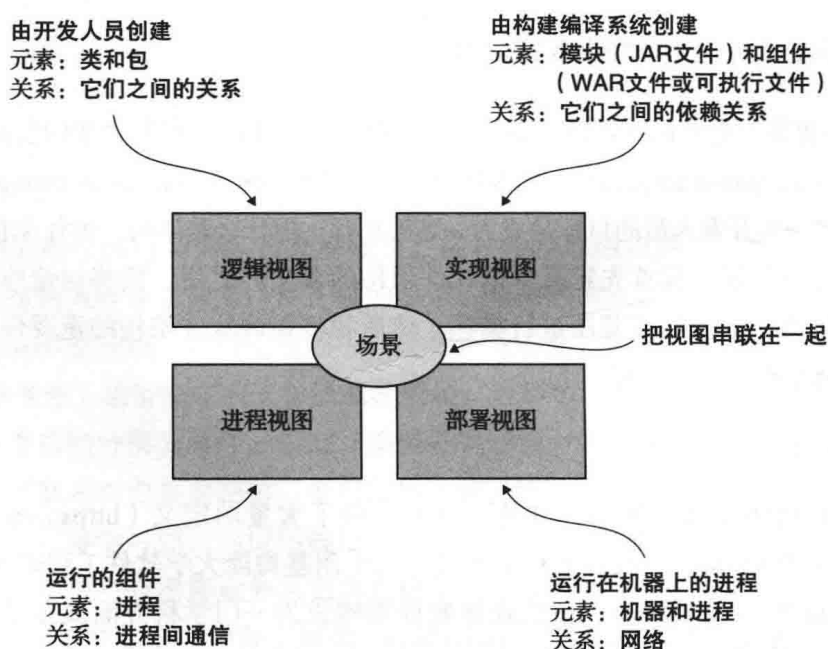 由开发人员创建
元素：类和包
关系：它们之间的关系
由构建编译系统创建
元素：模块（JAR文件）和组件
（WAR文件或可执行文件）
关系：它们之间的依赖关系
逻辑视图
实现视图
场景
把视图串联在一起
进程视图
部署视图
运行的组件
元素：进程
关系：进程间通信
运行在机器上的进程
元素：机器和进程
关系：网络